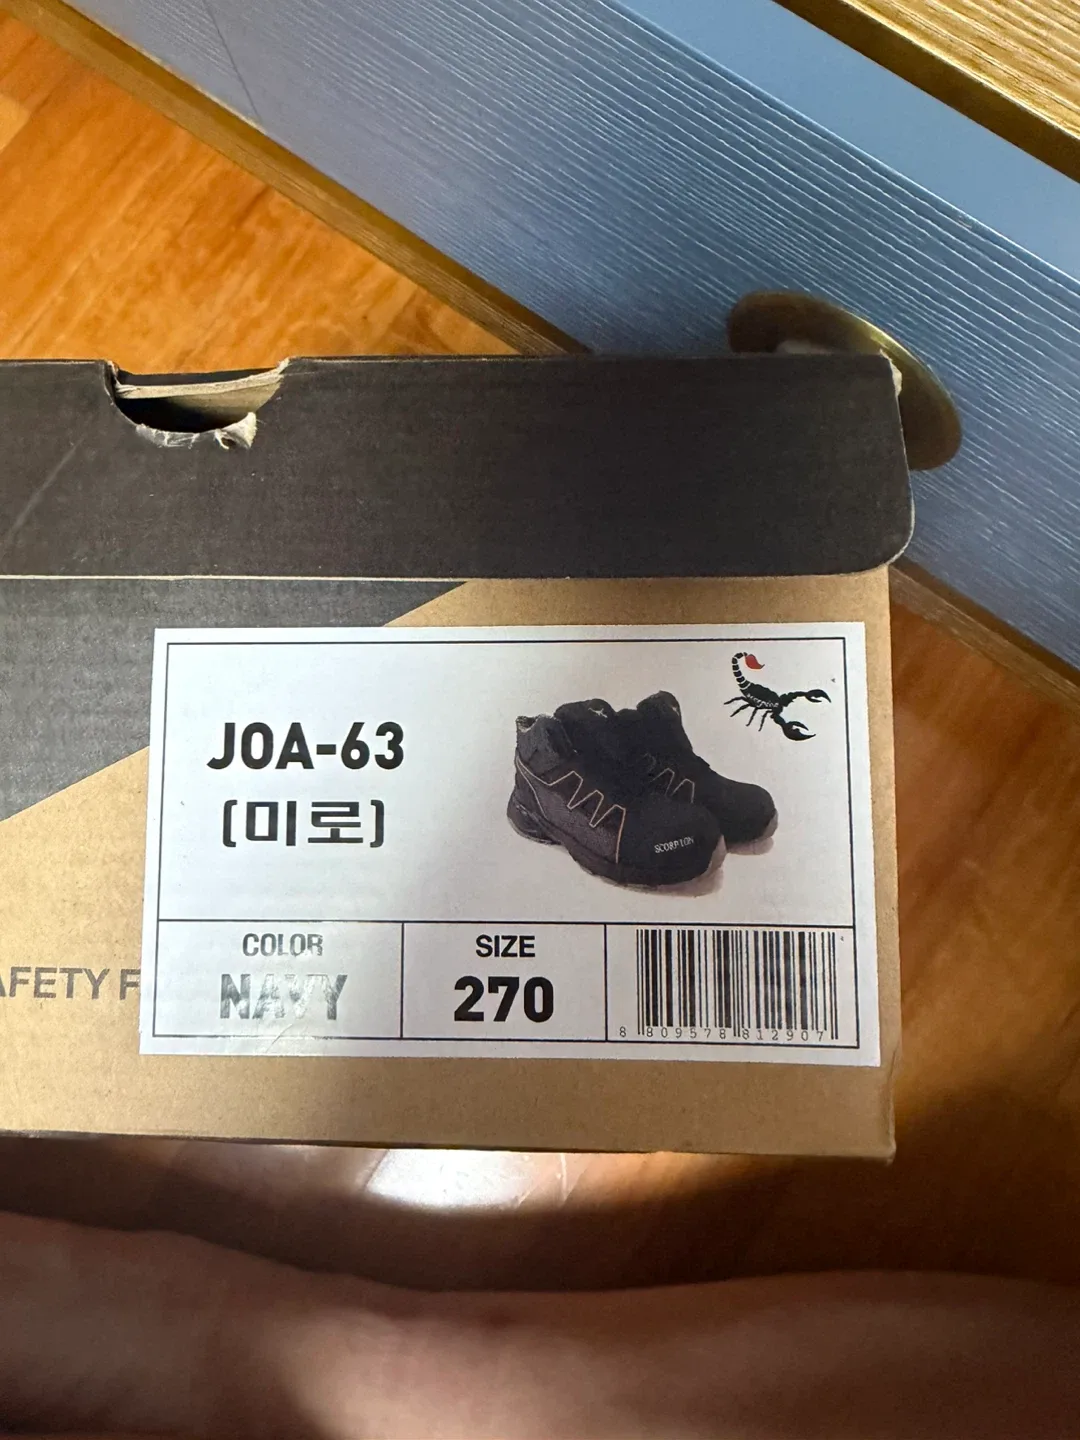 JOA-63
(미로)
SCORPION
COLOR
NAVY
SIZE
270
8 809578 812907
AFETY F